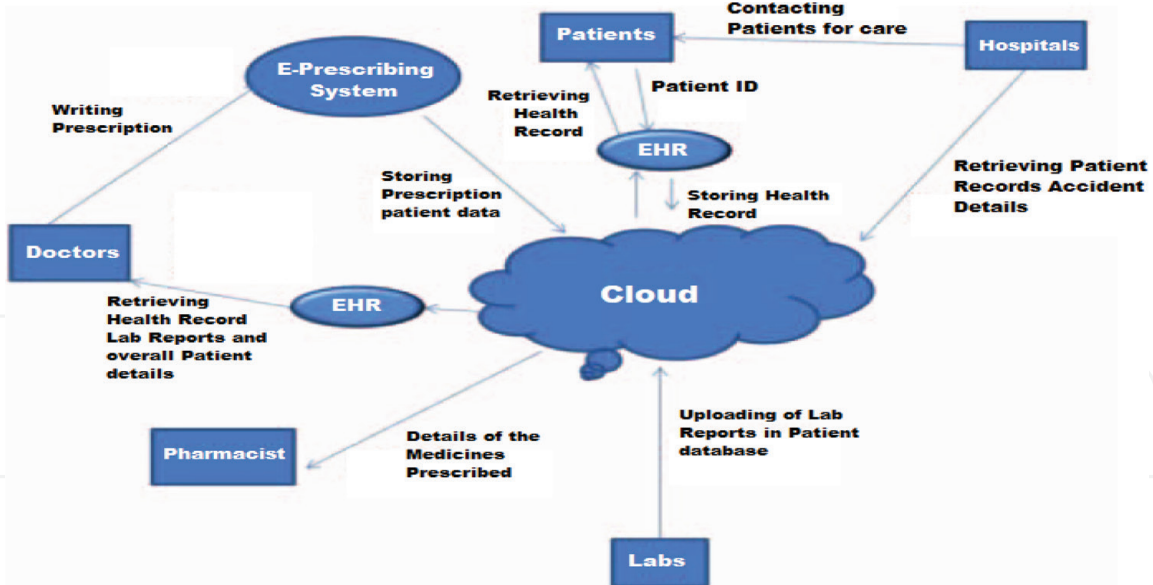 Contacting
Patients for care
Patients
Hospitals
E-Prescribing
System
Retrieving
Health
Record
Patient ID
Writing
Prescription
EHR
Storing
Prescription
patient data
Storing Health
Record
Retrieving Patient
Records Accident
Details
Doctors
Cloud
EHR
Retrieving
Health Record
Lab Reports and
overall Patient
details
Pharmacist
Details of the
Medicines
Prescribed
Uploading of Lab
Reports in Patient
database
Labs